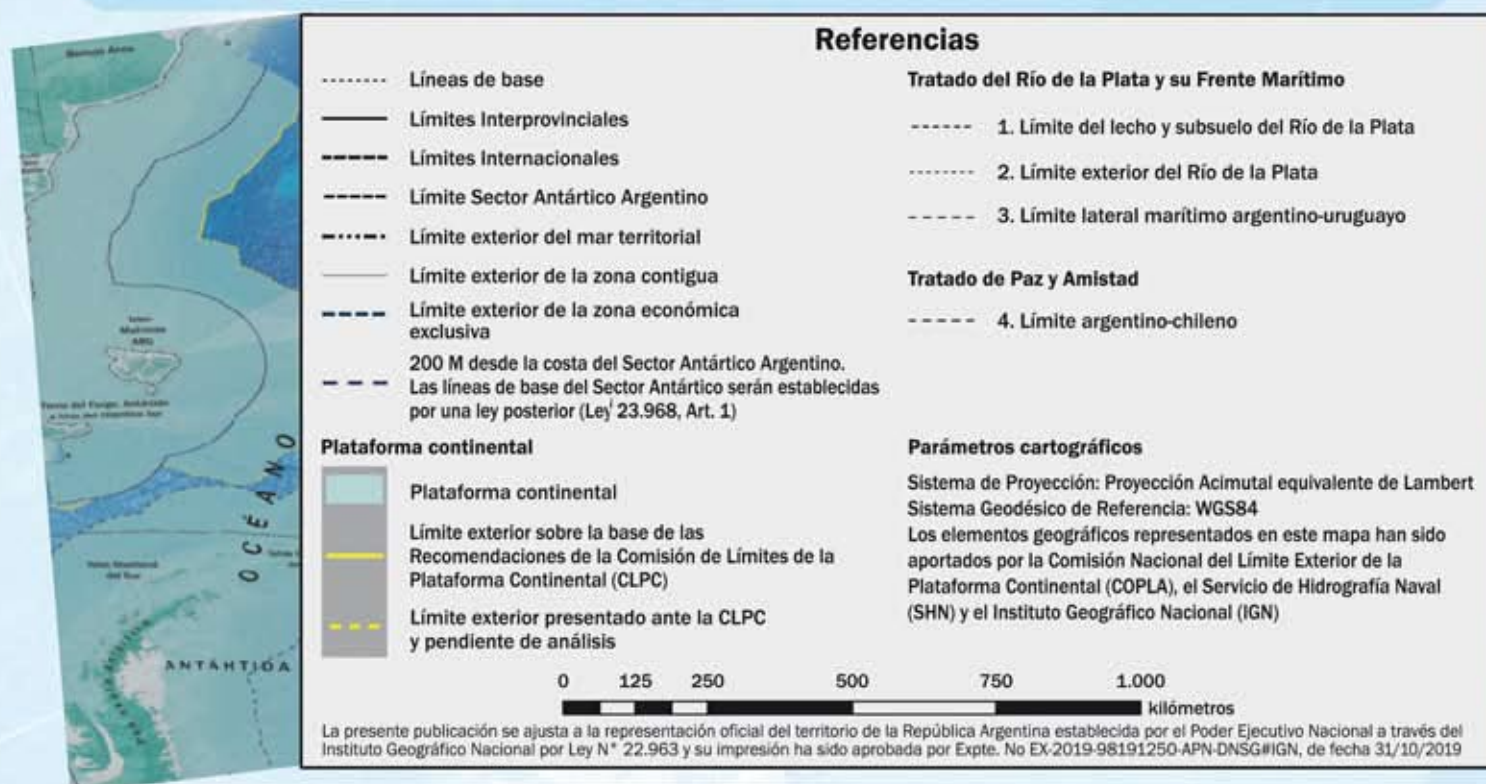 Referencias
Líneas de base
Límites Interprovinciales
Límites Internacionales
Límite Sector Antártico Argentino
Límite exterior del mar territorial
Límite exterior de la zona contigua
Límite exterior de la zona económica
exclusiva
200 M desde la costa del Sector Antártico Argentino.
Las líneas de base del Sector Antártico serán establecidas
por una ley posterior (Ley 23.968, Art. 1)
Plataforma continental
Plataforma continental
Límite exterior sobre la base de las
Recomendaciones de la Comisión de Límites de la
Plataforma Continental (CLPC)
Límite exterior presentado ante la CLPC
y pendiente de análisis
Tratado del Río de la Plata y su Frente Marítimo
1. Límite del lecho y subsuelo del Río de la Plata
2. Límite exterior del Río de la Plata
3. Límite lateral marítimo argentino-uruguayo
Tratado de Paz y Amistad
4. Límite argentino-chileno
Parámetros cartográficos
Sistema de Proyección: Proyección Acimutal equivalente de Lambert
Sistema Geodésico de Referencia: WGS84
Los elementos geográficos representados en este mapa han sido
aportados por la Comisión Nacional del Límite Exterior de la
Plataforma Continental (COPLA), el Servicio de Hidrografía Naval
(SHN) y el Instituto Geográfico Nacional (IGN)
0 125 250 500 750 1.000
kilómetros
La presente publicación se ajusta a la representación oficial del territorio de la República Argentina establecida por el Poder Ejecutivo Nacional a través del
Instituto Geográfico Nacional por Ley N° 22.963 y su impresión ha sido aprobada por Expte. No EX-2019-98191250-APN-DNSG#IGN, de fecha 31/10/2019
Buenos Aires
Islas
Malvinas
ARG
OCÉANO
ANTÁRTIDA